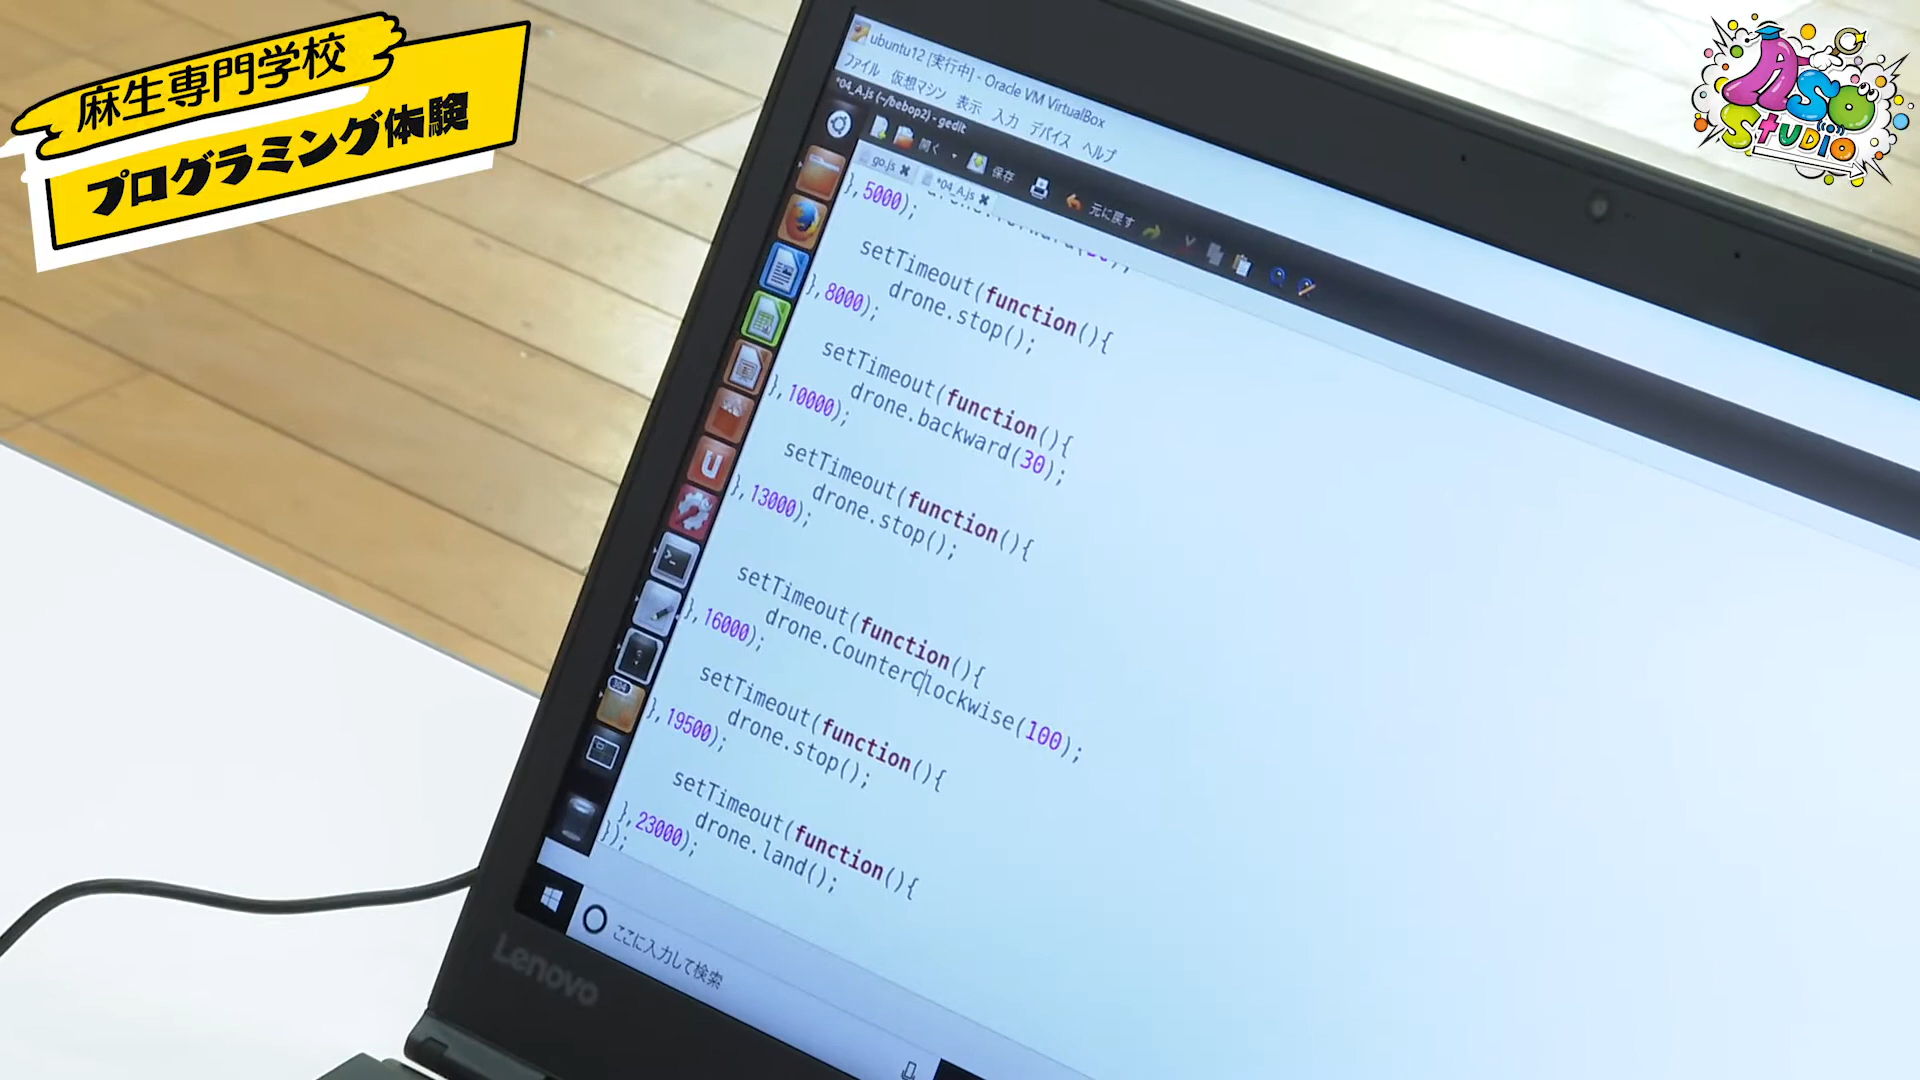 麻生専門学校
プログラミング体験
ASO
STUDIO
ubuntu12 [実行中] - Oracle VM VirtualBox
ファイル 仮想マシン 表示 入力 デバイス ヘルプ
*04_A.js (~/bebop2) - gedit
開く 保存 元に戻す
go.js *04_A.js
},5000);
setTimeout(function(){
drone.stop();
},8000);
setTimeout(function(){
drone.backward(30);
},10000);
setTimeout(function(){
drone.stop();
},13000);
setTimeout(function(){
drone.CounterClockwise(100);
},16000);
setTimeout(function(){
drone.stop();
},19500);
setTimeout(function(){
drone.land();
},23000);
});
ここに入力して検索
Lenovo